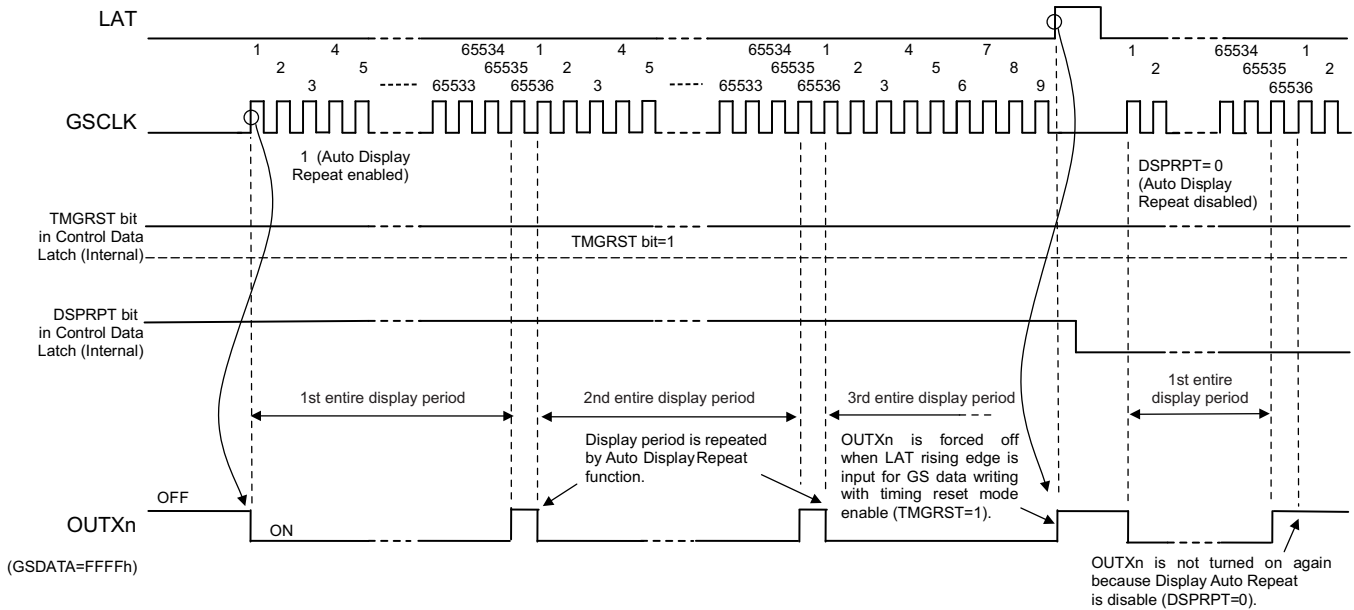 LAT
1 4 65534 1 4 65534 1 4 7 1 65534 1
2 65535 2 65535 2 5 8 2 65535 2
3 5 65533 65536 3 5 65533 65536 3 6 9 65536
GSCLK
1 (Auto Display
Repeat enabled)
DSPRPT= 0
(Auto Display
Repeat disabled)
TMGRST bit
in Control Data
Latch (Internal)
TMGRST bit=1
DSPRPT bit
in Control Data
Latch (Internal)
1st entire display period
2nd entire display period
3rd entire display period
1st entire
display period
Display period is repeated
by Auto Display Repeat
function.
OUTXn is forced off
when LAT rising edge is
input for GS data writing
with timing reset mode
enable (TMGRST=1).
OFF
OUTXn
ON
(GSDATA=FFFFh)
OUTXn is not turned on again
because Display Auto Repeat
is disable (DSPRPT=0).